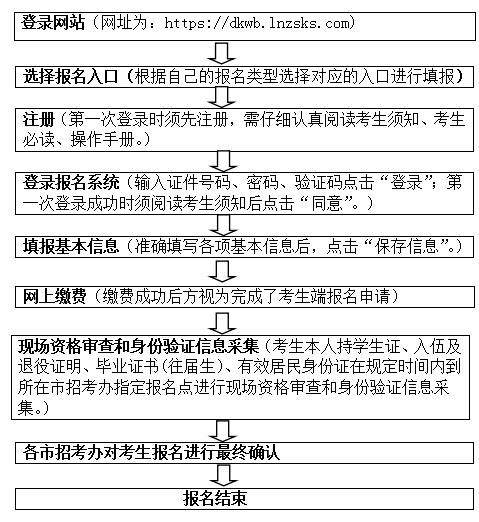 登录网站（网址为：https://dkwb.lnzsks.com）
选择报名入口（根据自己的报名类型选择对应的入口进行填报）
注册（第一次登录时须先注册，需仔细认真阅读考生须知、考生
必读、操作手册。）
登录报名系统（输入证件号码、密码、验证码点击“登录”；第
一次登录成功时须阅读考生须知后点击“同意”。）
填报基本信息（准确填写各项基本信息后，点击“保存信息”。）
网上缴费（缴费成功后方视为完成了考生端报名申请）
现场资格审查和身份验证信息采集（考生本人持学生证、入伍及
退役证明、毕业证书(往届生)、有效居民身份证在规定时间内到
所在市招考办指定报名点进行现场资格审查和身份验证信息采
集。）
各市招考办对考生报名进行最终确认
报名结束